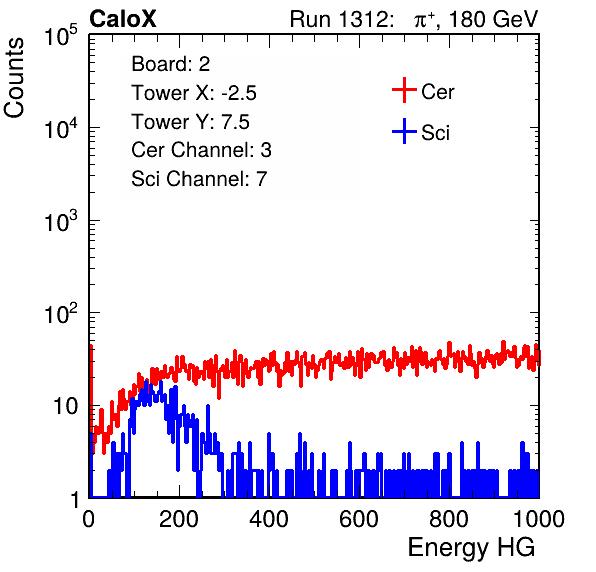 CaloX Run 1312: π⁺, 180 GeV
Counts
10⁵
10⁴
10³
10²
10
1
Board: 2
Tower X: -2.5
Tower Y: 7.5
Cer Channel: 3
Sci Channel: 7
Cer
Sci
0 200 400 600 800 1000
Energy HG